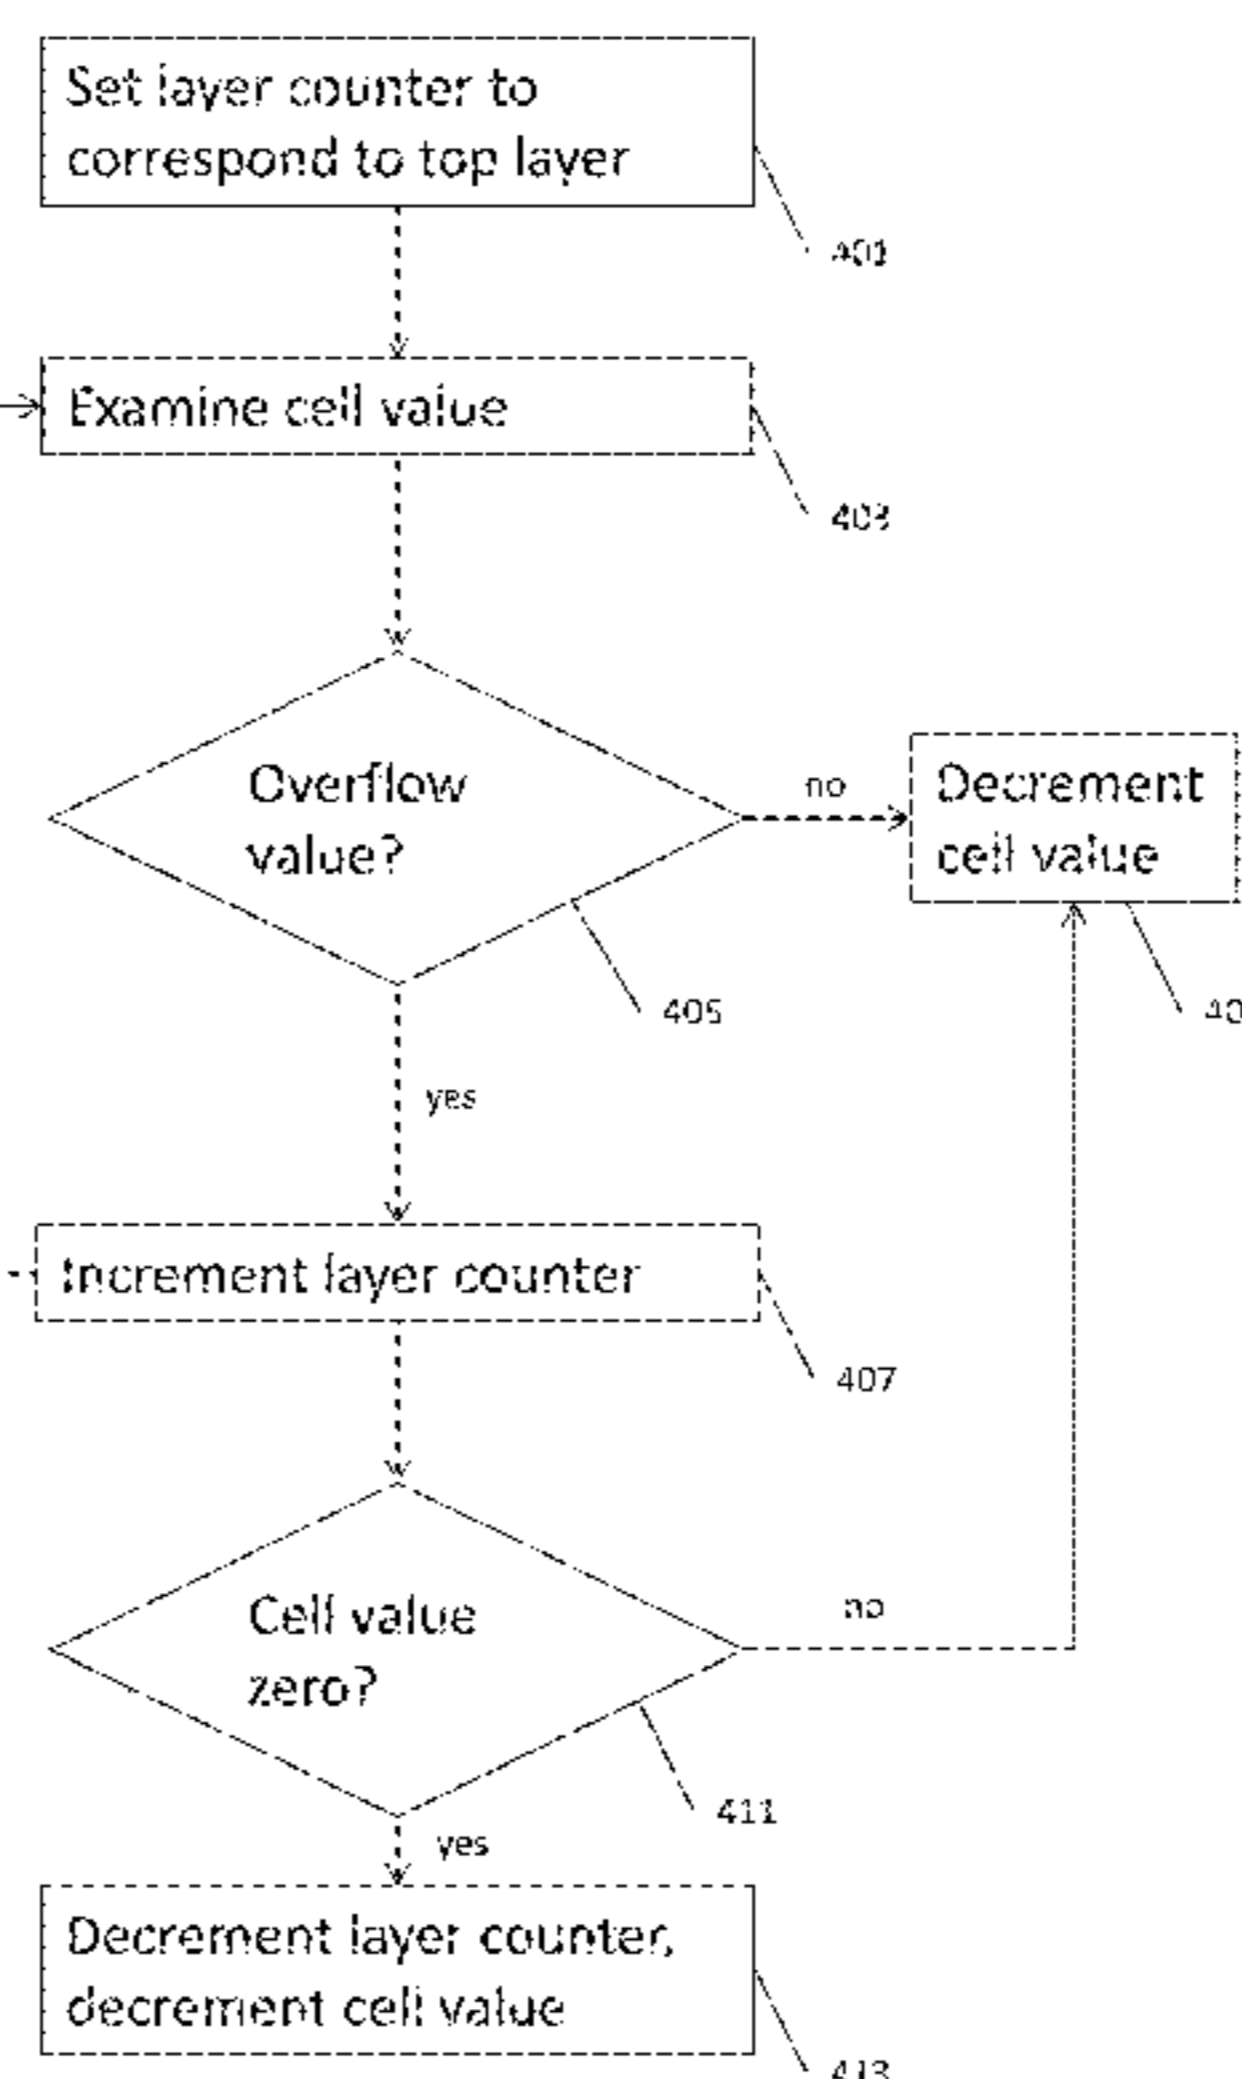 Set layer counter to
correspond to top layer
401
Examine cell value
403
Overflow
value?
no
Decrement
cell value
405
yes
Increment layer counter
407
Cell value
zero?
no
411
yes
Decrement layer counter,
decrement cell value
413